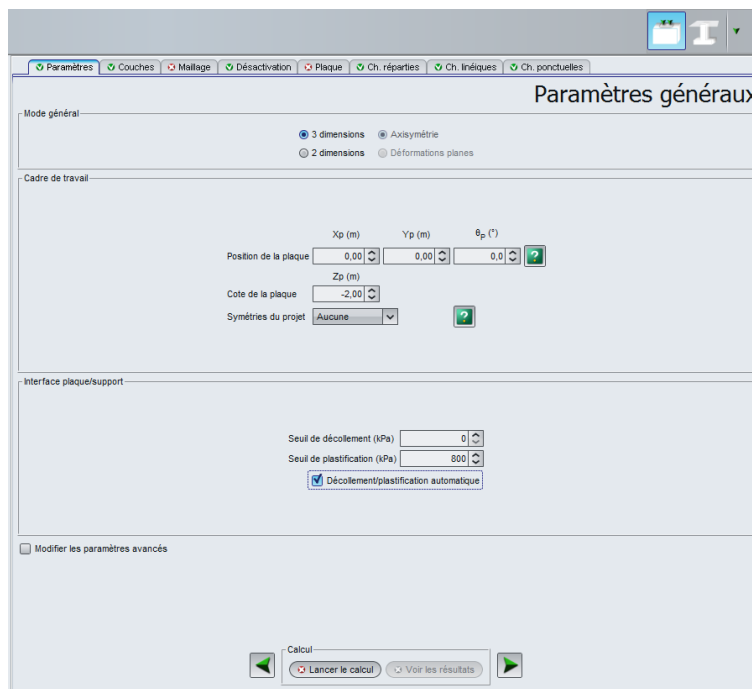 Paramètres Couches Maillage Désactivation Plaque Ch. réparties Ch. linéiques Ch. ponctuelles
Paramètres généraux
Mode général
3 dimensions Axisymétrie
2 dimensions Déformations planes
Cadre de travail
Xp (m) Yp (m) θp (°)
Position de la plaque 0,00 0,00 0,0 ?
Zp (m)
Cote de la plaque -2,00
Symétries du projet Aucune ?
Interface plaque/support
Seuil de décollement (kPa) 0
Seuil de plastification (kPa) 800
Décollement/plastification automatique
Modifier les paramètres avancés
Calcul
Lancer le calcul Voir les résultats